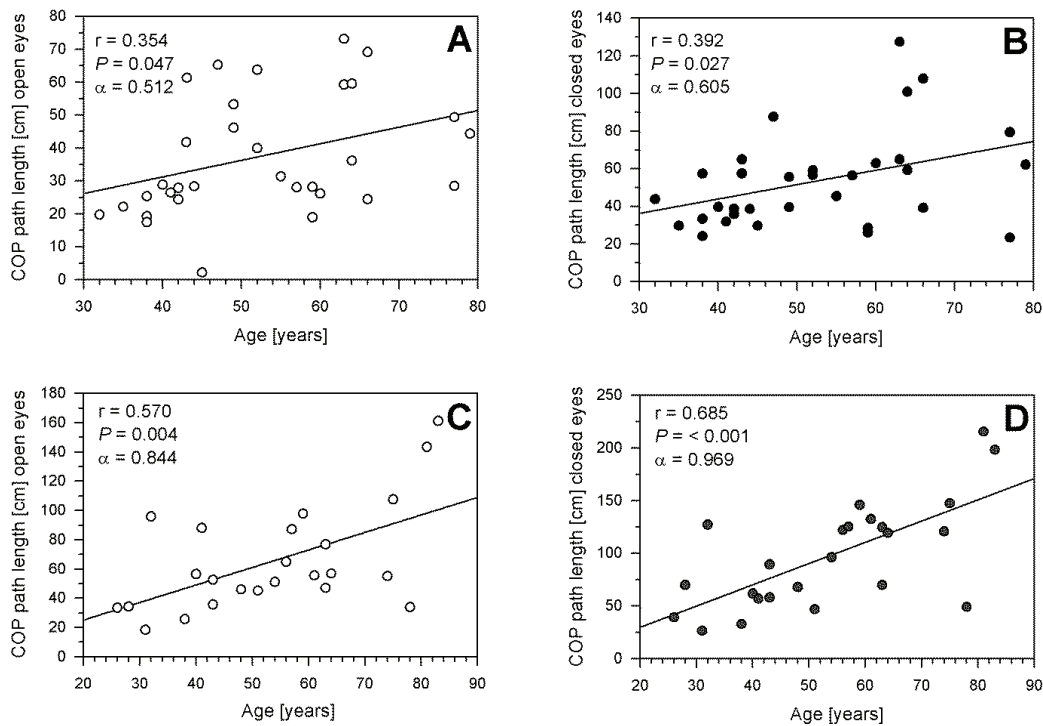 A
r = 0.354
P = 0.047
α = 0.512
COP path length [cm] open eyes
80
70
60
50
40
30
20
10
0
30 40 50 60 70 80
Age [years]
B
r = 0.392
P = 0.027
α = 0.605
COP path length [cm] closed eyes
140
120
100
80
60
40
20
0
30 40 50 60 70 80
Age [years]
C
r = 0.570
P = 0.004
α = 0.844
COP path length [cm] open eyes
180
160
140
120
100
80
60
40
20
0
20 30 40 50 60 70 80 90
Age [years]
D
r = 0.685
P = < 0.001
α = 0.969
COP path length [cm] closed eyes
250
200
150
100
50
0
20 30 40 50 60 70 80 90
Age [years]